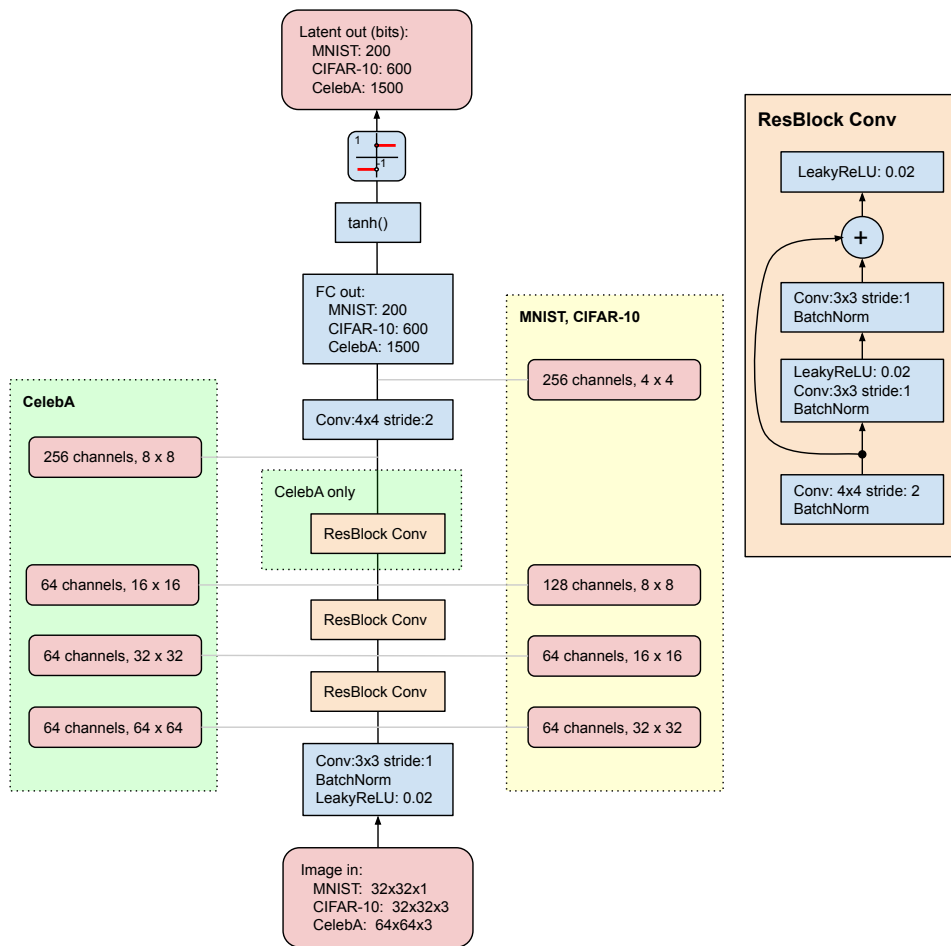 Latent out (bits):
MNIST: 200
CIFAR-10: 600
CelebA: 1500
1
-1
tanh()
FC out:
MNIST: 200
CIFAR-10: 600
CelebA: 1500
Conv:4x4 stride:2
CelebA only
ResBlock Conv
ResBlock Conv
ResBlock Conv
Conv:3x3 stride:1
BatchNorm
LeakyReLU: 0.02
Image in:
MNIST: 32x32x1
CIFAR-10: 32x32x3
CelebA: 64x64x3
CelebA
256 channels, 8 x 8
64 channels, 16 x 16
64 channels, 32 x 32
64 channels, 64 x 64
MNIST, CIFAR-10
256 channels, 4 x 4
128 channels, 8 x 8
64 channels, 16 x 16
64 channels, 32 x 32
ResBlock Conv
LeakyReLU: 0.02
+
Conv:3x3 stride:1
BatchNorm
LeakyReLU: 0.02
Conv:3x3 stride:1
BatchNorm
Conv: 4x4 stride: 2
BatchNorm